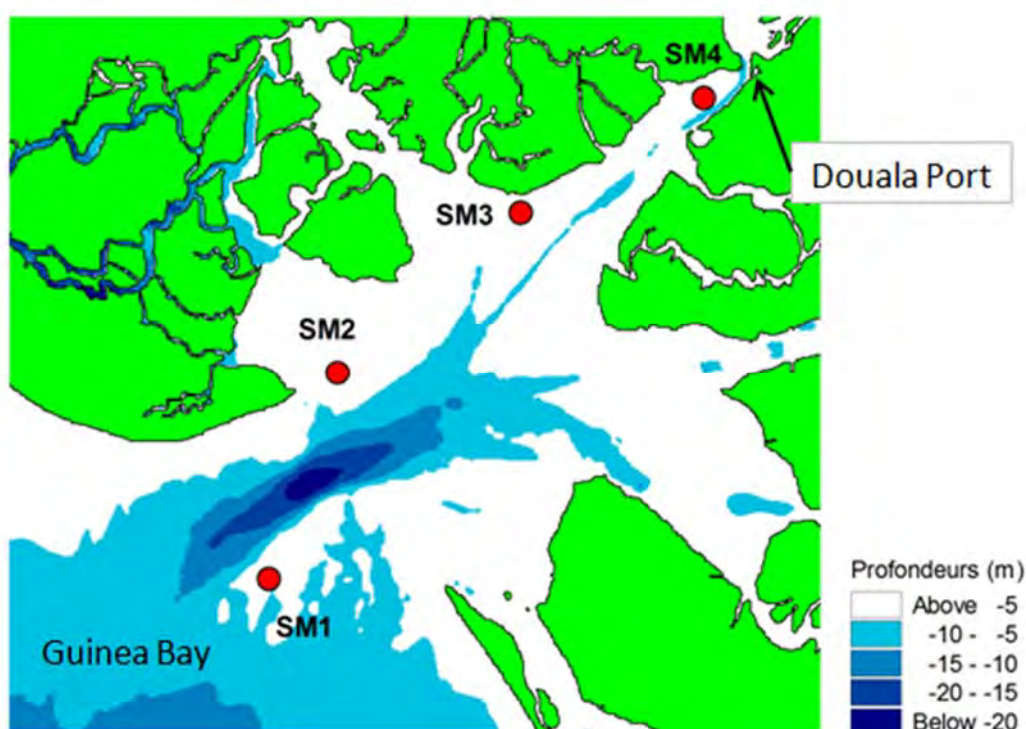 SM4
Douala Port
SM3
SM2
SM1
Guinea Bay
Profondeurs (m)
Above -5
-10 - -5
-15 - -10
-20 - -15
Below -20